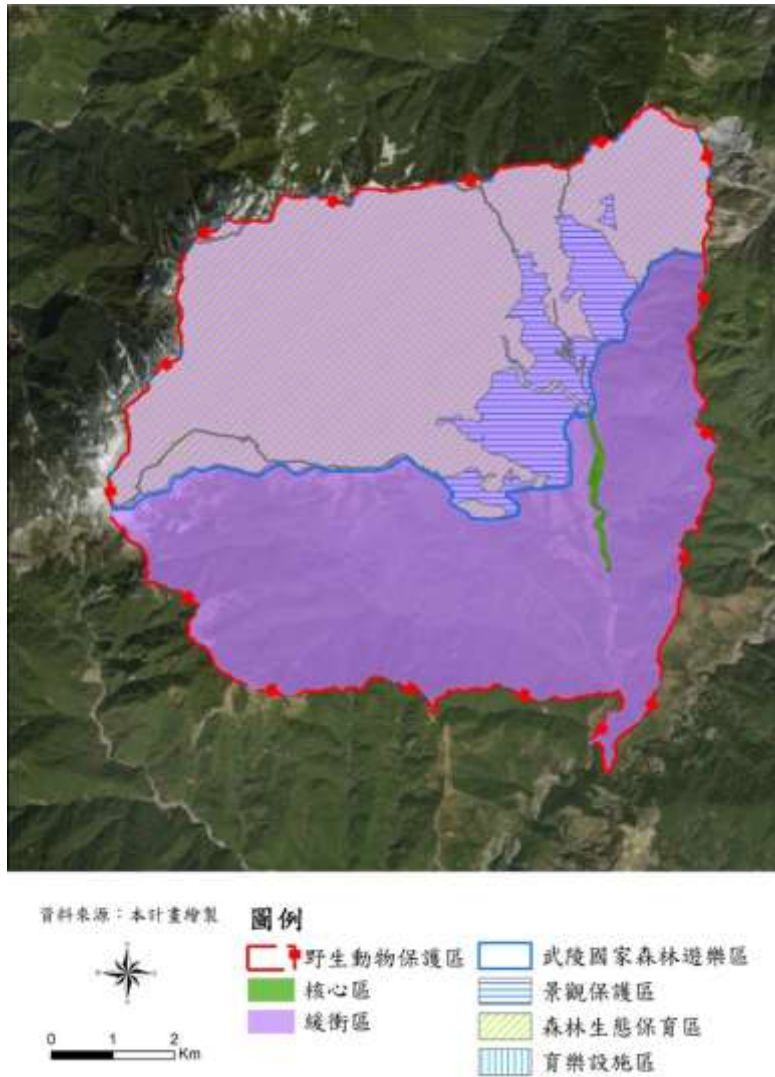 資料來源：本計畫繪製
0 1 2
Km
圖例
野生動物保護區
核心區
緩衝區
武陵國家森林遊樂區
景觀保護區
森林生態保育區
育樂設施區